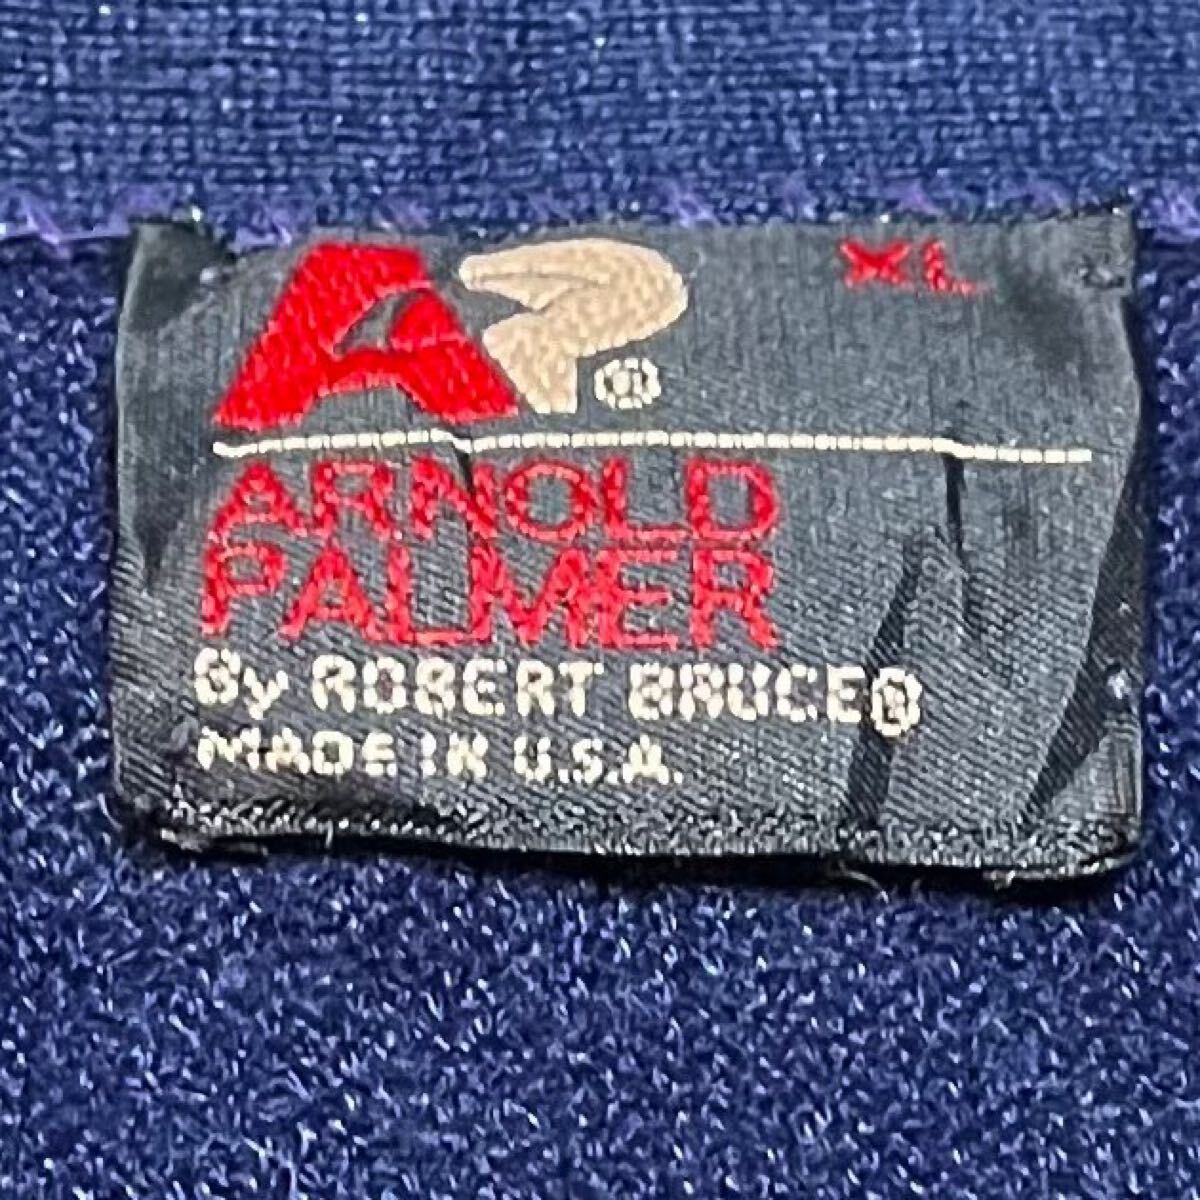 AP® XL
ARNOLD
PALMER
By ROBERT BRUCE®
MADE IN U.S.A.